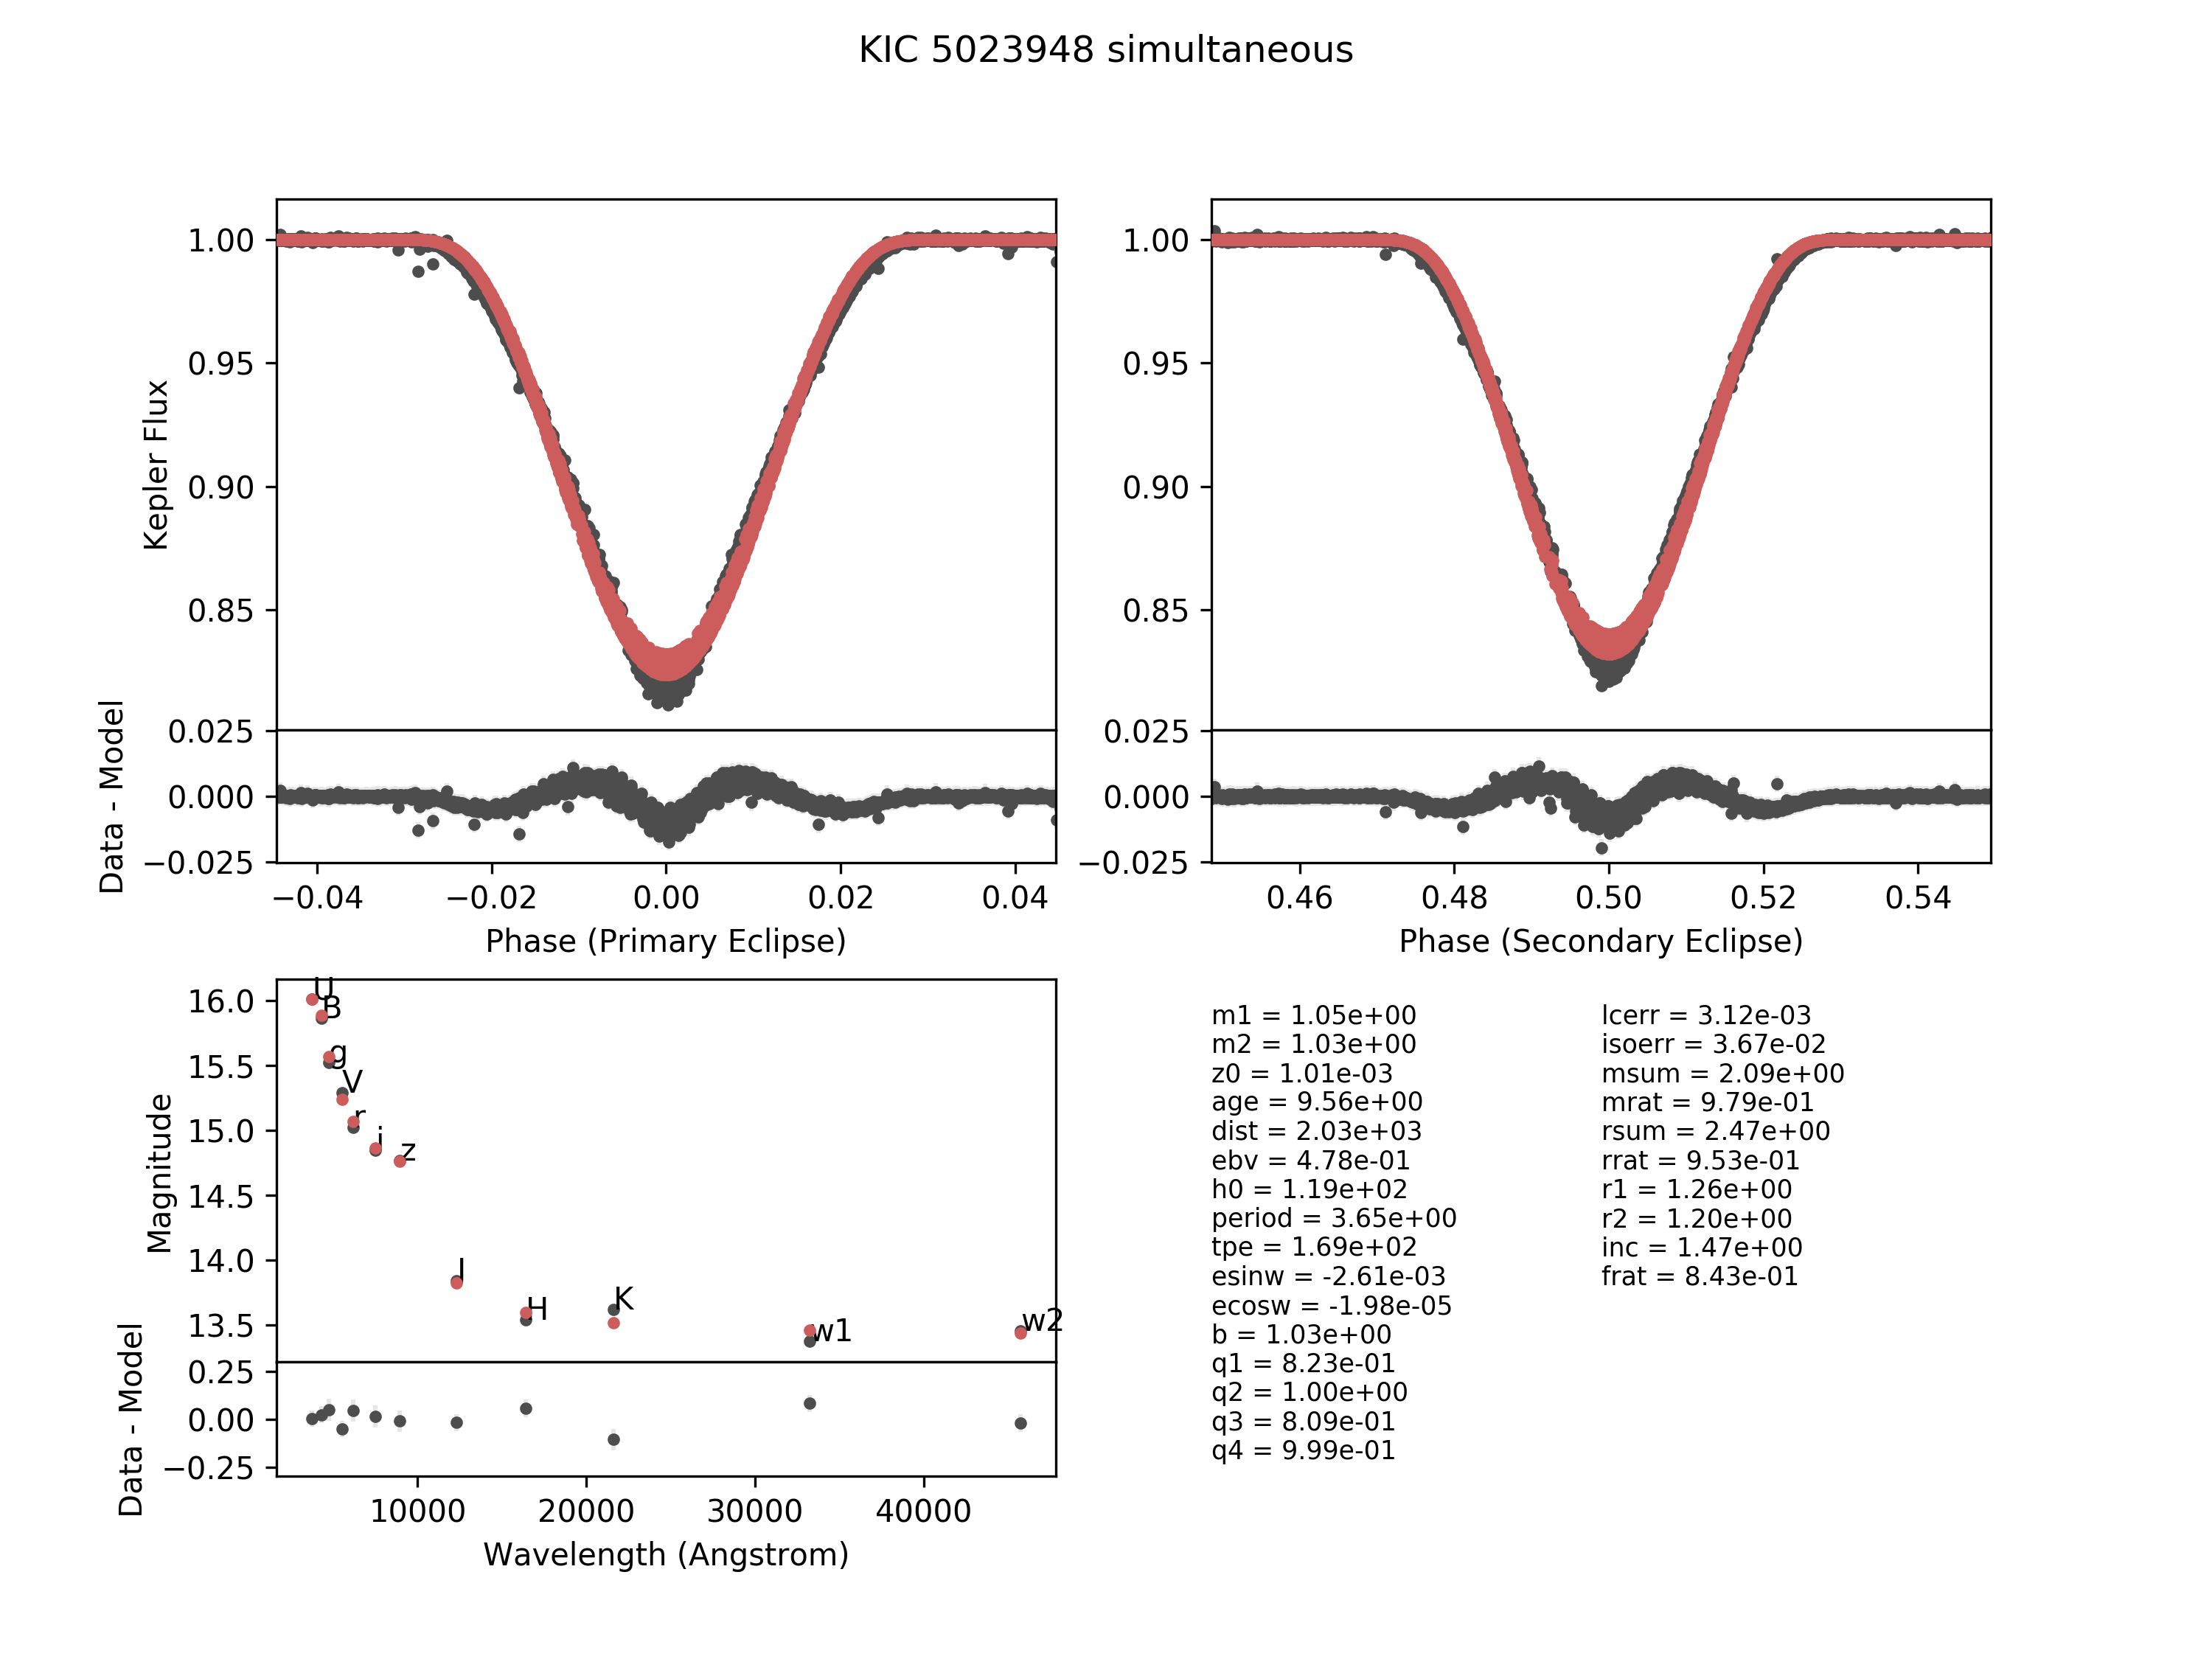 KIC 5023948 simultaneous
Kepler Flux
1.00
0.95
0.90
0.85
1.00
0.95
0.90
0.85
Data - Model
0.025
0.000
−0.025
0.025
0.000
−0.025
−0.04
−0.02
0.00
0.02
0.04
0.46
0.48
0.50
0.52
0.54
Phase (Primary Eclipse)
Phase (Secondary Eclipse)
Magnitude
16.0
15.5
15.0
14.5
14.0
13.5
U
B
g
V
r
i
z
J
H
K
w1
w2
Data - Model
0.25
0.00
−0.25
10000
20000
30000
40000
Wavelength (Angstrom)
m1 = 1.05e+00
m2 = 1.03e+00
z0 = 1.01e-03
age = 9.56e+00
dist = 2.03e+03
ebv = 4.78e-01
h0 = 1.19e+02
period = 3.65e+00
tpe = 1.69e+02
esinw = -2.61e-03
ecosw = -1.98e-05
b = 1.03e+00
q1 = 8.23e-01
q2 = 1.00e+00
q3 = 8.09e-01
q4 = 9.99e-01
lcerr = 3.12e-03
isoerr = 3.67e-02
msum = 2.09e+00
mrat = 9.79e-01
rsum = 2.47e+00
rrat = 9.53e-01
r1 = 1.26e+00
r2 = 1.20e+00
inc = 1.47e+00
frat = 8.43e-01